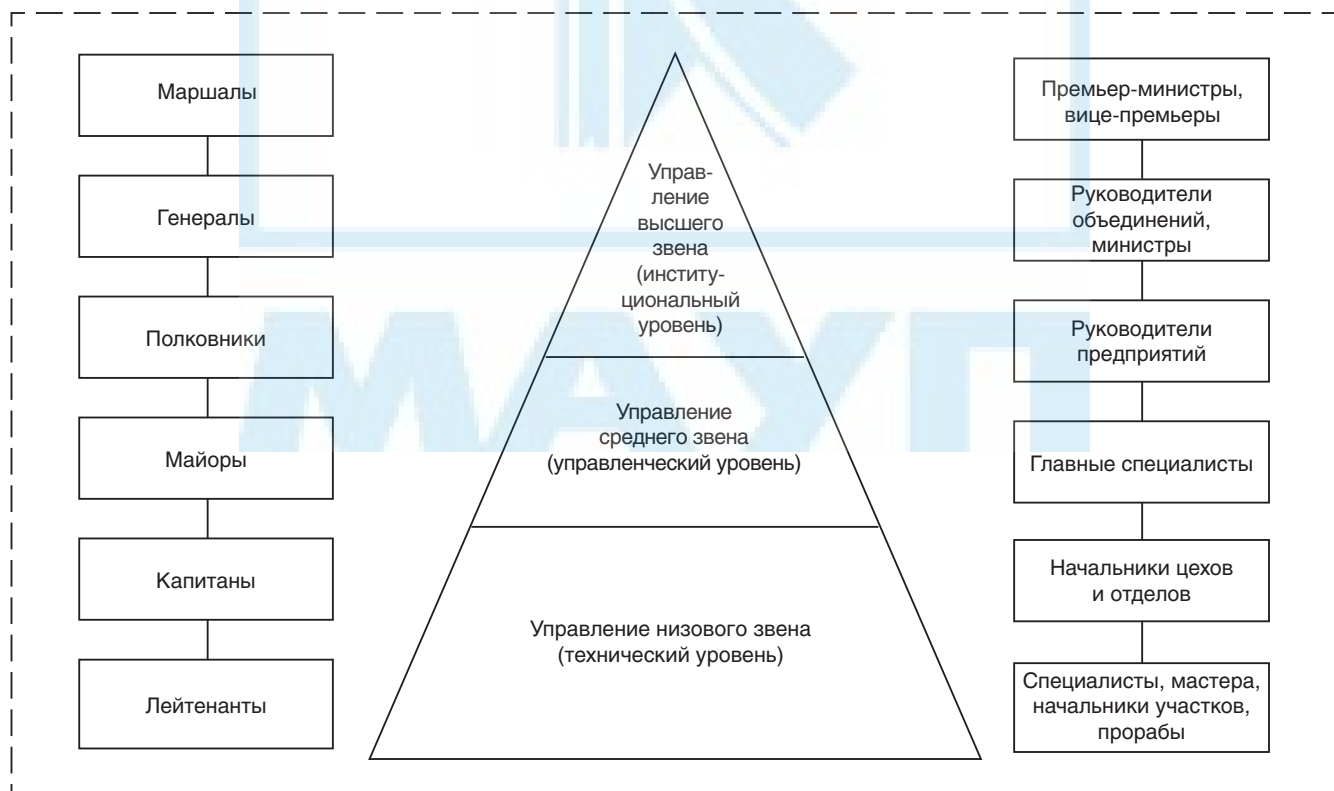 Маршалы
Генералы
Полковники
Майоры
Капитаны
Лейтенанты
Управ-
ление
высшего
звена
(институ-
циональный
уровень)
Управление
среднего звена
(управленческий уровень)
Управление низового звена
(технический уровень)
Премьер-министры,
вице-премьеры
Руководители
объединений,
министры
Руководители
предприятий
Главные специалисты
Начальники цехов
и отделов
Специалисты, мастера,
начальники участков,
прорабы
МАУП